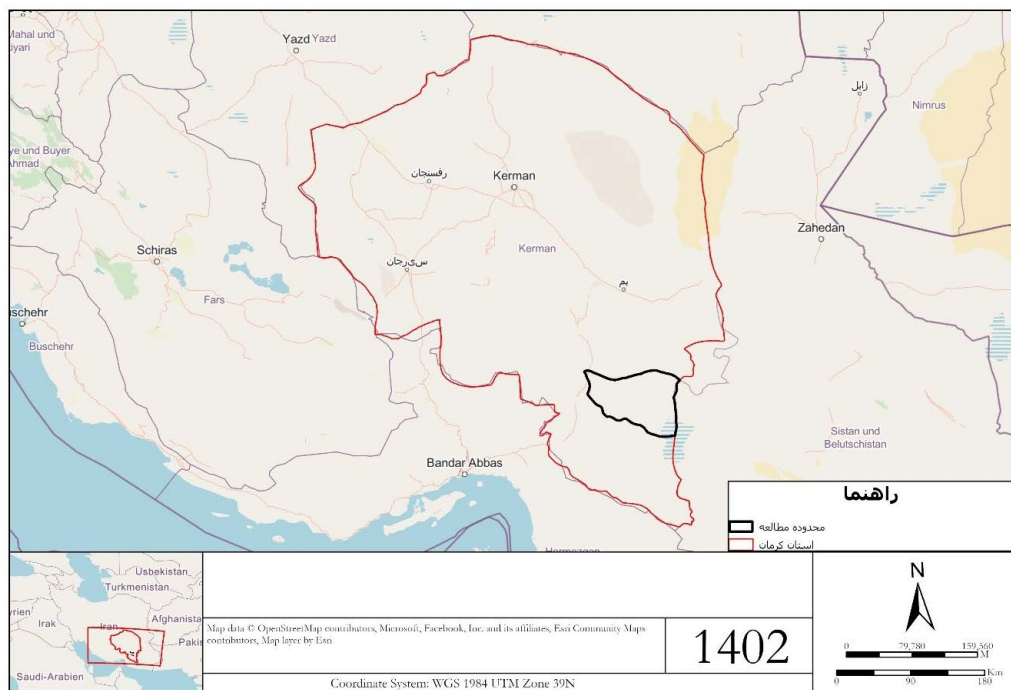 Mahal und
tiyari
Yazd Yazd
زابل
Nimrus
ye und Buyer
Ahmad
رفسنجان
Kerman
Zahedan
Schiras
Kerman
سیرجان
بم
Fars
schehr
Buschehr
Sistan und
Belutschistan
Bandar Abbas
راهنما
محدوده مطالعه
استان کرمان
Hormozgan
Usbekistan
Turkmenistan
yrien
Irak
Iran
Afghanista
Pakis
Saudi-Arabien
Map data © OpenStreetMap contributors, Microsoft, Facebook, Inc. and its affiliates, Esri Community Maps
contributors, Map layer by Esri
1402
Coordinate System: WGS 1984 UTM Zone 39N
N
0 79,780 159,560
M
0 90 180
Km